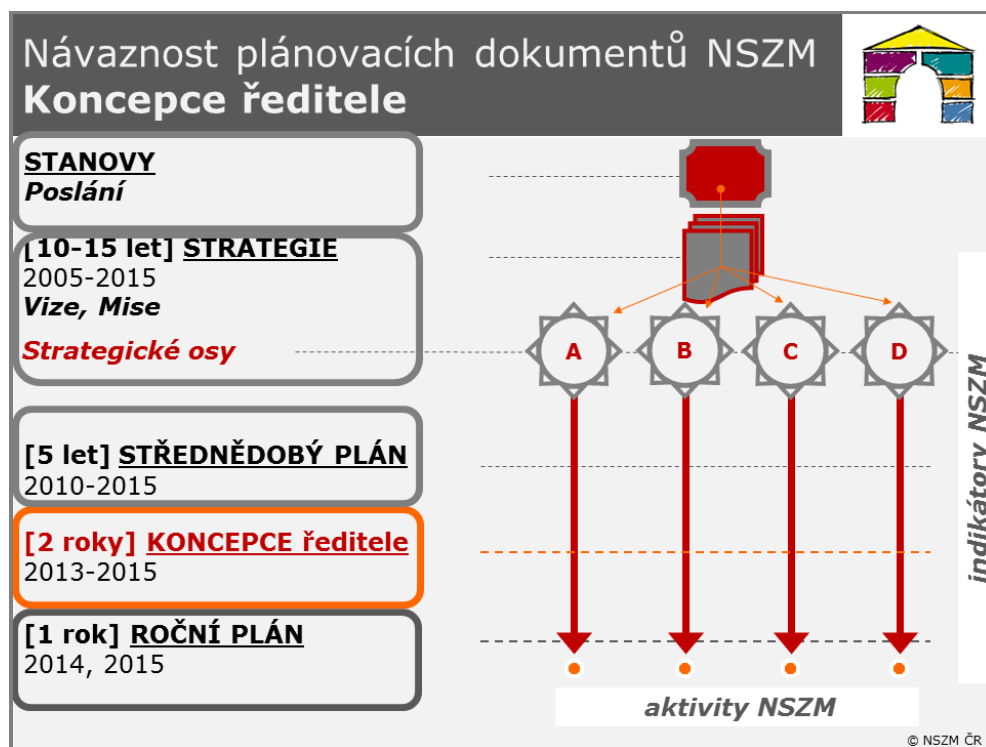 Návaznost plánovacích dokumentů NSZM
Koncepce ředitele
STANOVY
Poslání
[10-15 let] STRATEGIE
2005-2015
Vize, Mise
Strategické osy
A B C D
[5 let] STŘEDNĚDOBÝ PLÁN
2010-2015
[2 roky] KONCEPCE ředitele
2013-2015
[1 rok] ROČNÍ PLÁN
2014, 2015
indikátory NSZM
aktivity NSZM
© NSZM ČR